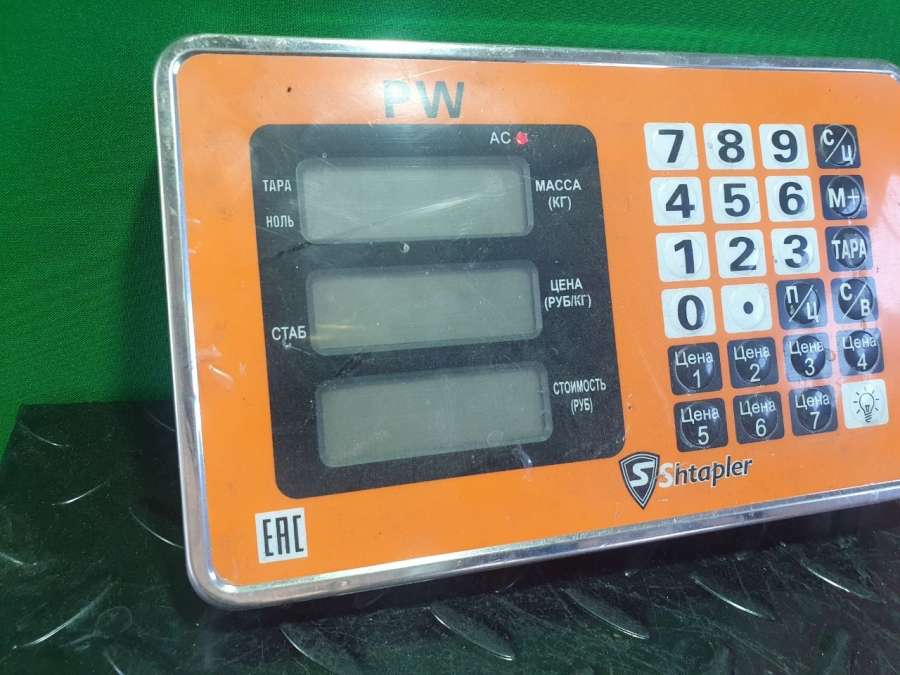 PW
AC
ТАРА
НОЛЬ
МАССА
(КГ)
СТАБ
ЦЕНА
(РУБ/КГ)
СТОИМОСТЬ
(РУБ)
7 8 9 С/Ц
4 5 6 М+
1 2 3 ТАРА
0 . П/Ц С/В
Цена 1 Цена 2 Цена 3 Цена 4
Цена 5 Цена 6 Цена 7
S Shtapler
EAC